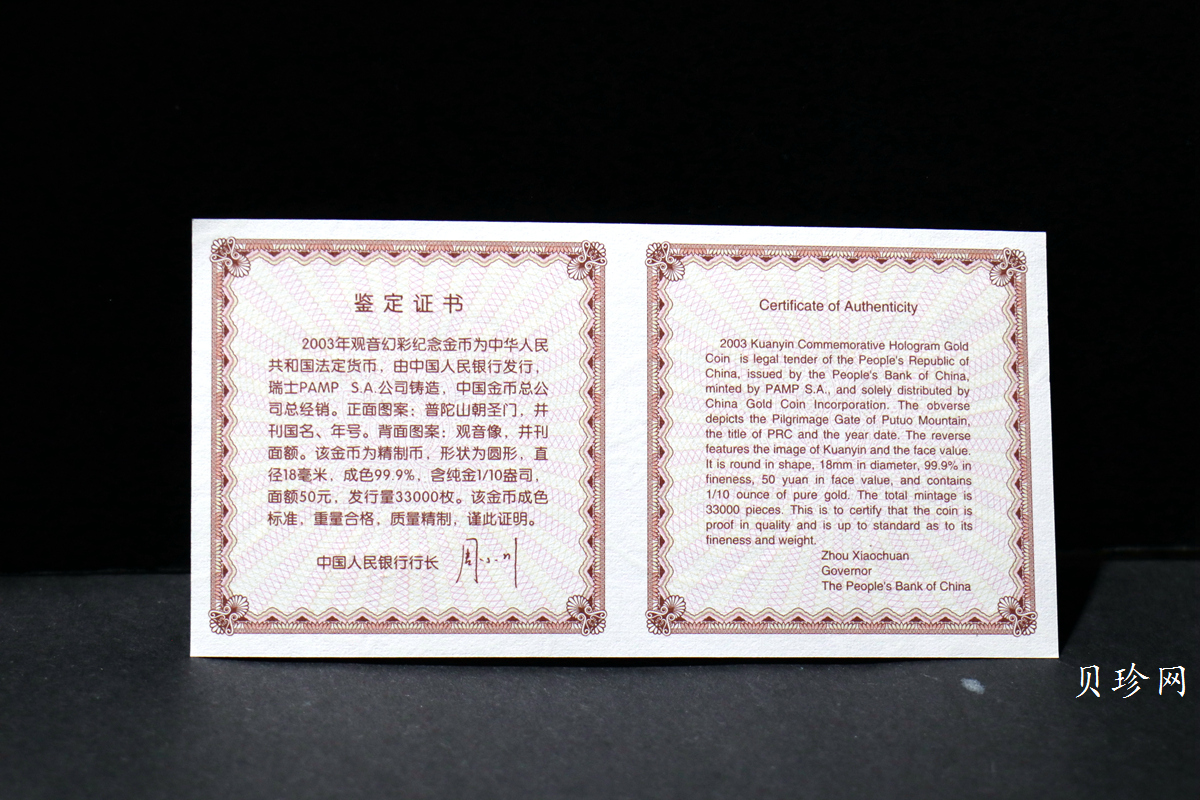 鉴定证书
2003年观音幻彩纪念金币为中华人民
共和国法定货币，由中国人民银行发行，
瑞士PAMP S.A.公司铸造，中国金币总公
司总经销。正面图案：普陀山朝圣门，并
刊国名、年号。背面图案：观音像，并刊
面额。该金币为精制币，形状为圆形，直
径18毫米，成色99.9%，含纯金1/10盎司，
面额50元，发行量33000枚。该金币成色
标准，重量合格，质量精制，谨此证明。
中国人民银行行长 周小川
Certificate of Authenticity
2003 Kuanyin Commemorative Hologram Gold
Coin is legal tender of the People's Republic of
China, issued by the People's Bank of China,
minted by PAMP S.A., and solely distributed by
China Gold Coin Incorporation. The obverse
depicts the Pilgrimage Gate of Putuo Mountain,
the title of PRC and the year date. The reverse
features the image of Kuanyin and the face value.
It is round in shape, 18mm in diameter, 99.9% in
fineness, 50 yuan in face value, and contains
1/10 ounce of pure gold. The total mintage is
33000 pieces. This is to certify that the coin is
proof in quality and is up to standard as to its
fineness and weight.
Zhou Xiaochuan
Governor
The People's Bank of China
贝珍网